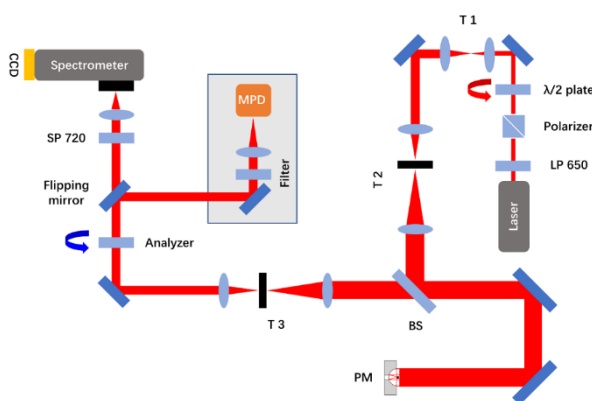 T 1
CCD
Spectrometer
MPD
λ/2 plate
SP 720
Polarizer
Filter
T 2
LP 650
Flipping
mirror
Laser
Analyzer
T 3
BS
PM